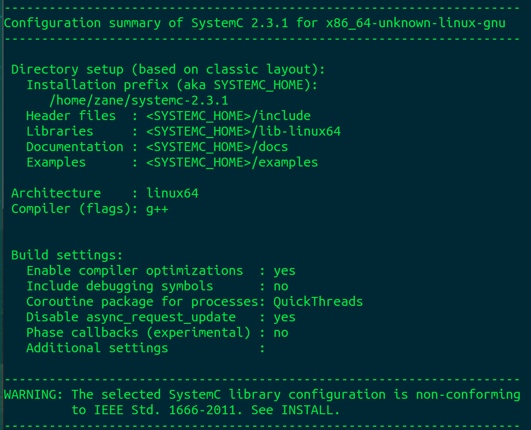 ---------------------------------------------------------------------
Configuration summary of SystemC 2.3.1 for x86_64-unknown-linux-gnu
---------------------------------------------------------------------
Directory setup (based on classic layout):
Installation prefix (aka SYSTEMC_HOME):
/home/zane/systemc-2.3.1
Header files  : <SYSTEMC_HOME>/include
Libraries     : <SYSTEMC_HOME>/lib-linux64
Documentation : <SYSTEMC_HOME>/docs
Examples      : <SYSTEMC_HOME>/examples
Architecture    : linux64
Compiler (flags): g++
Build settings:
Enable compiler optimizations  : yes
Include debugging symbols      : no
Coroutine package for processes: QuickThreads
Disable async_request_update   : yes
Phase callbacks (experimental) : no
Additional settings            :
---------------------------------------------------------------------
WARNING: The selected SystemC library configuration is non-conforming
to IEEE Std. 1666-2011. See INSTALL.
---------------------------------------------------------------------